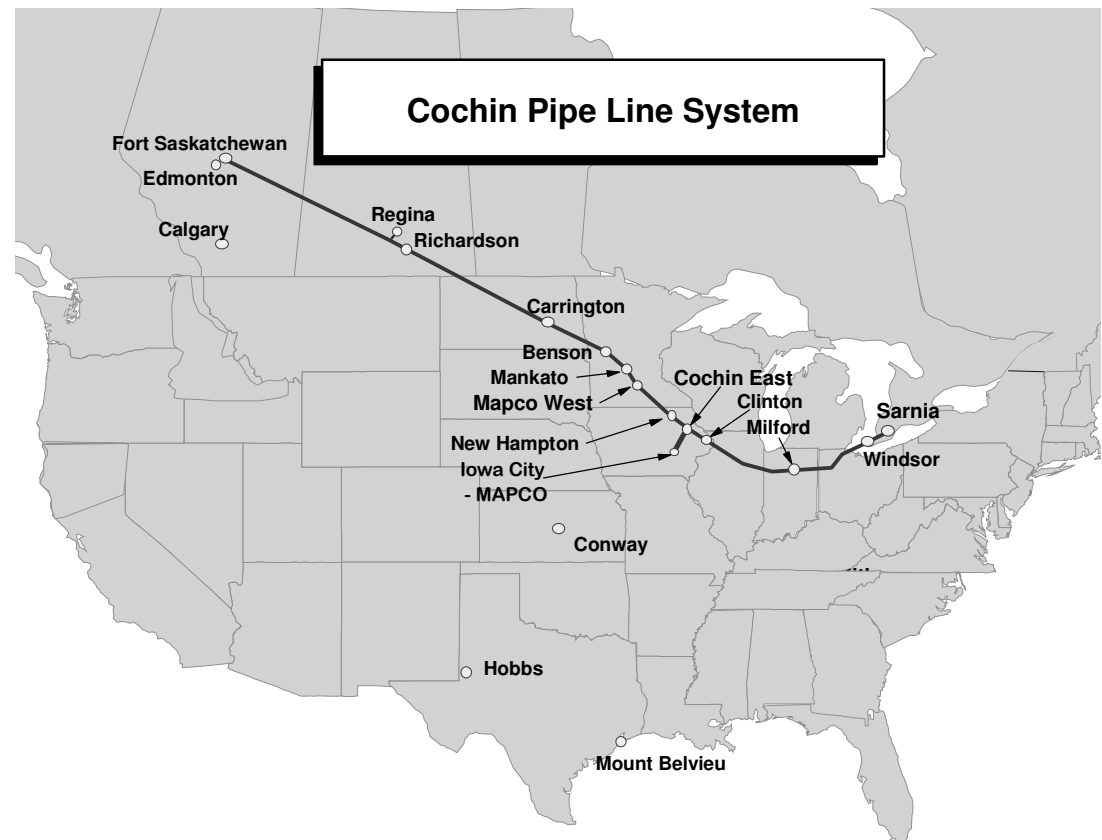 Cochin Pipe Line System
Fort Saskatchewan
Edmonton
Calgary
Regina
Richardson
Carrington
Benson
Mankato
Mapco West
Cochin East
Clinton
Milford
Sarnia
Windsor
New Hampton
Iowa City
- MAPCO
Conway
Hobbs
Mount Belvieu